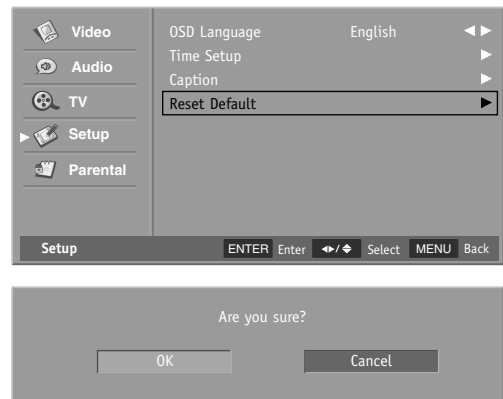 Video
Audio
TV
Setup
Parental
OSD Language English
Time Setup
Caption
Reset Default
Setup ENTER Enter / Select MENU Back
Are you sure?
OK Cancel